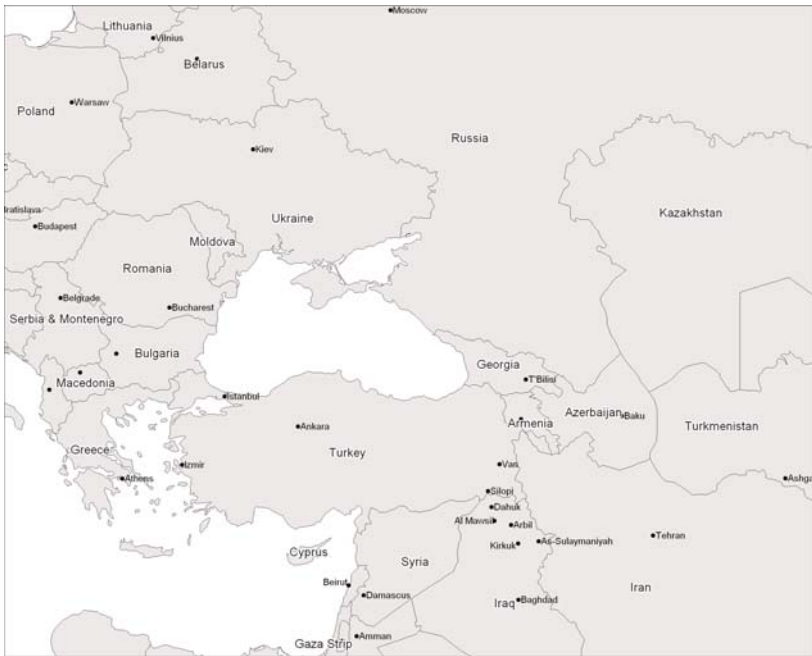 Moscow
Lithuania
Vilnius
Belarus
Warsaw
Poland
Russia
Kiev
Kazakhstan
Bratislava
Ukraine
Budapest
Moldova
Romania
Belgrade
Bucharest
Serbia & Montenegro
Bulgaria
Georgia
T'Bilisi
Macedonia
Istanbul
Azerbaijan
Baku
Armenia
Turkmenistan
Ankara
Greece
Turkey
Izmir
Van
Athens
Ashga
Silopi
Dahuk
Al Mawsil
Arbil
Tehran
Kirkuk
As-Sulaymaniyah
Cyprus
Syria
Beirut
Iran
Damascus
Iraq
Baghdad
Amman
Gaza Strip